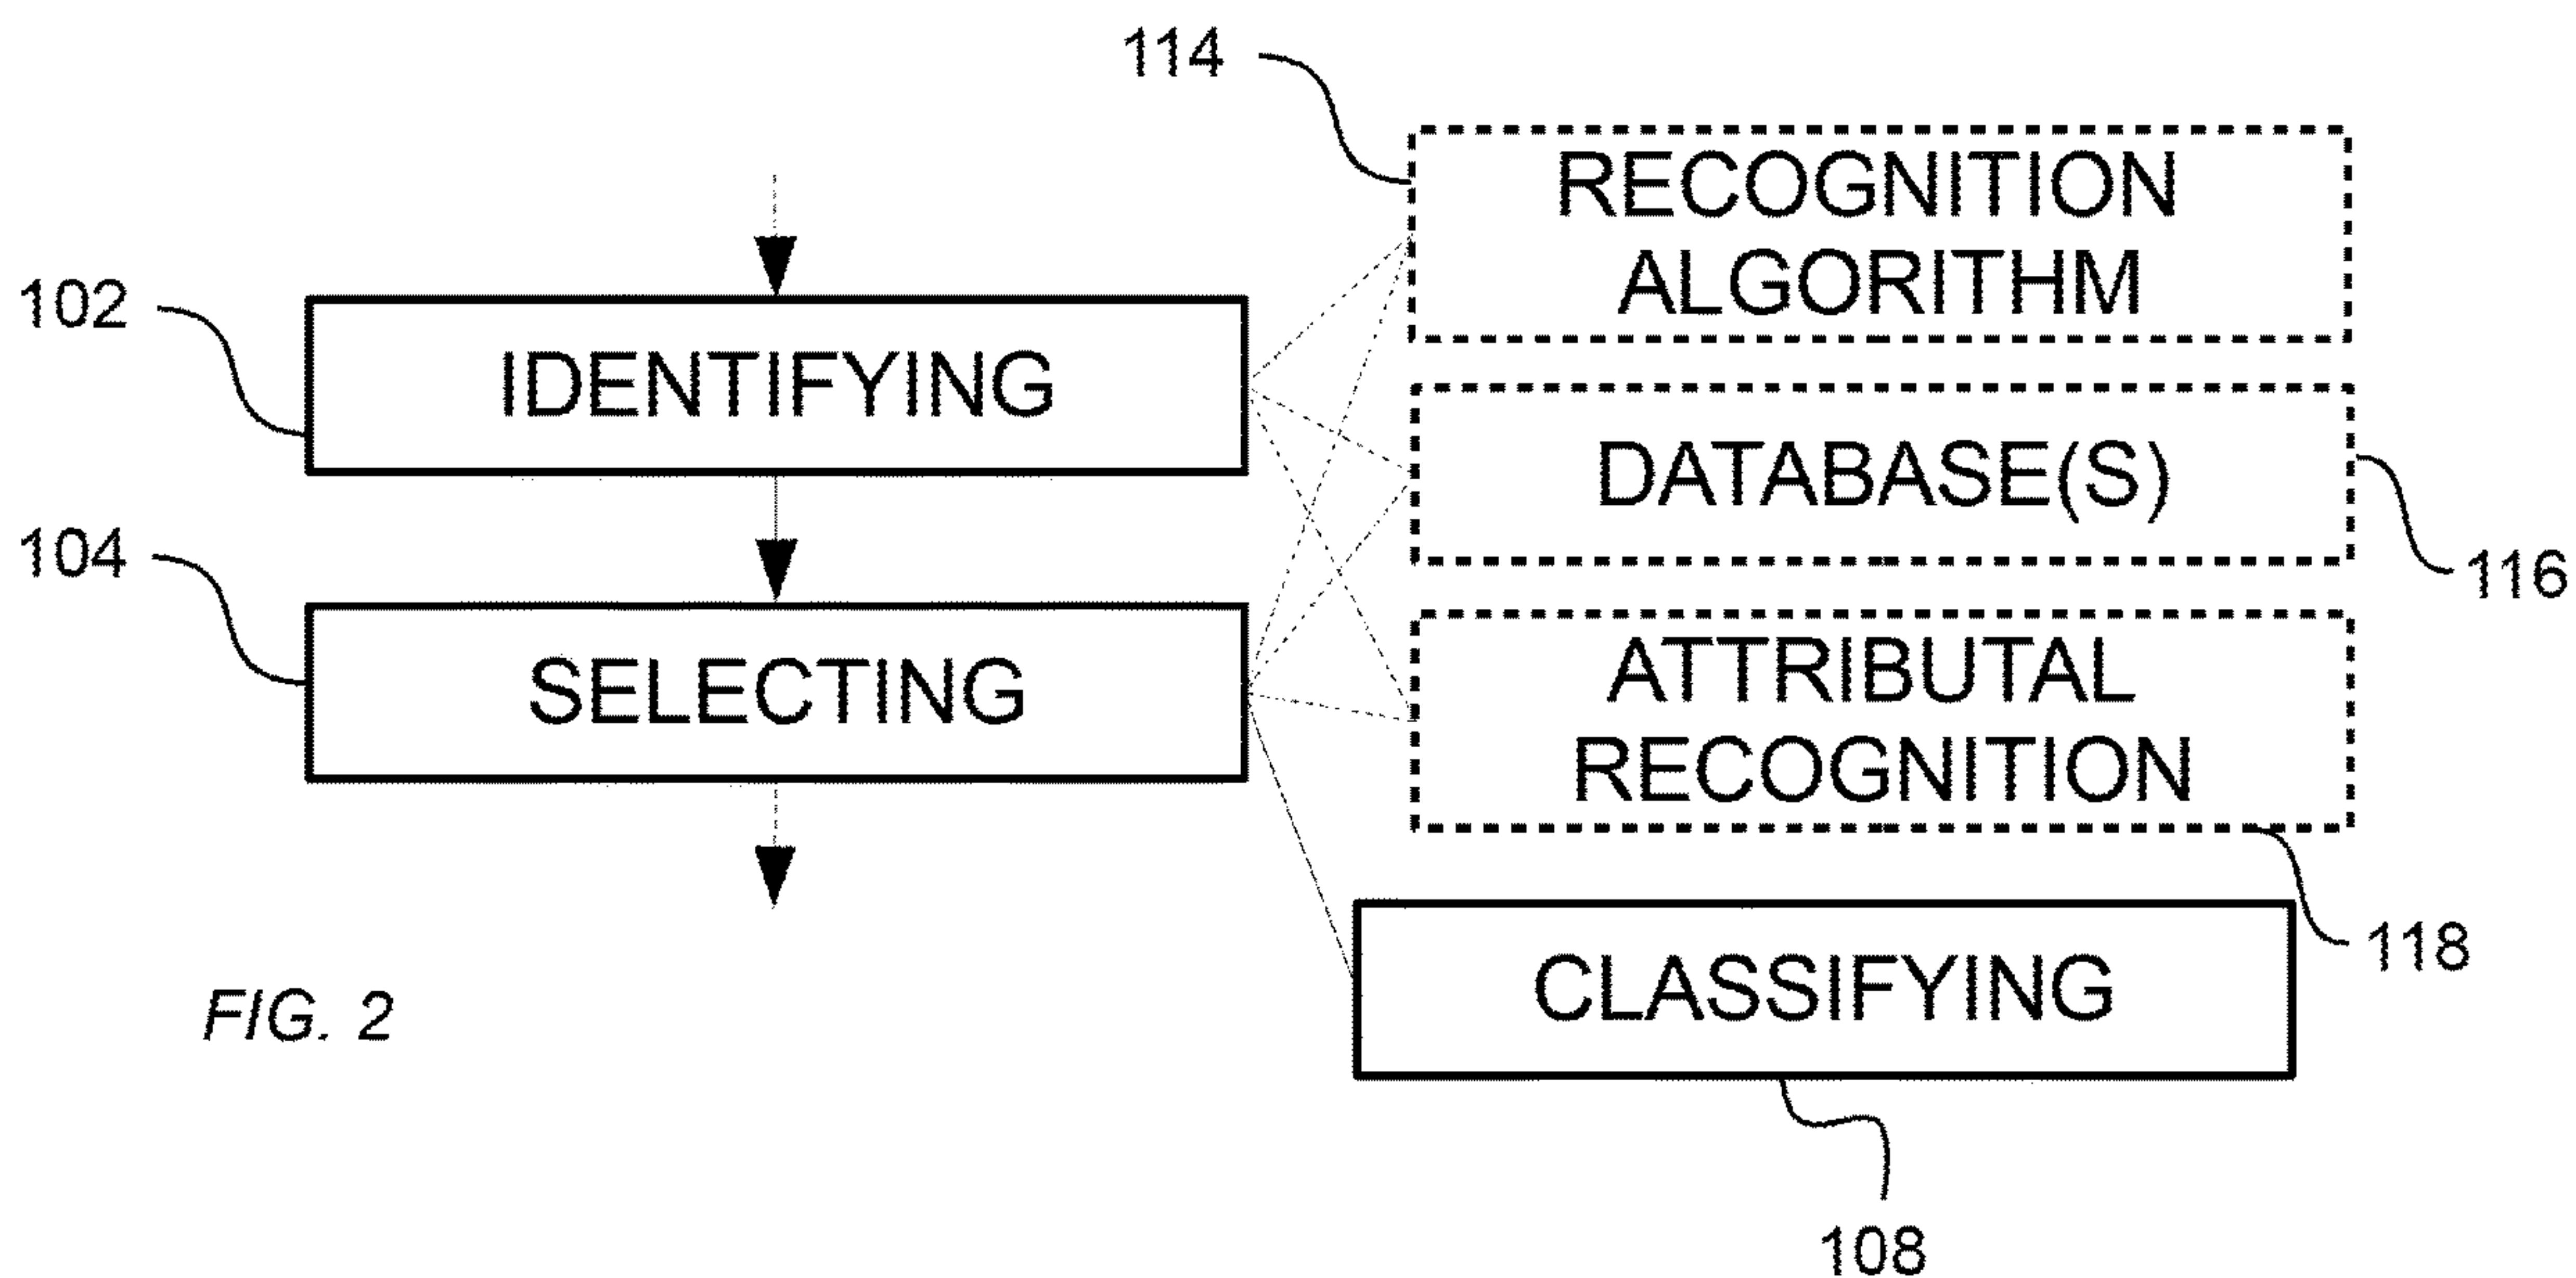 114
RECOGNITION
ALGORITHM
102
IDENTIFYING
DATABASE(S)
116
104
SELECTING
ATTRIBUTAL
RECOGNITION
118
CLASSIFYING
FIG. 2
108